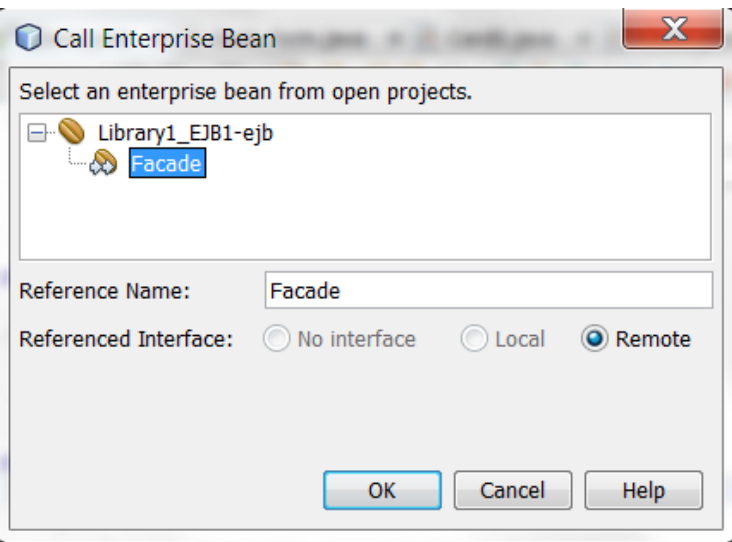 Call Enterprise Bean
Select an enterprise bean from open projects.
Library1_EJB1-ejb
Facade
Reference Name: Facade
Referenced Interface: No interface Local Remote
OK Cancel Help